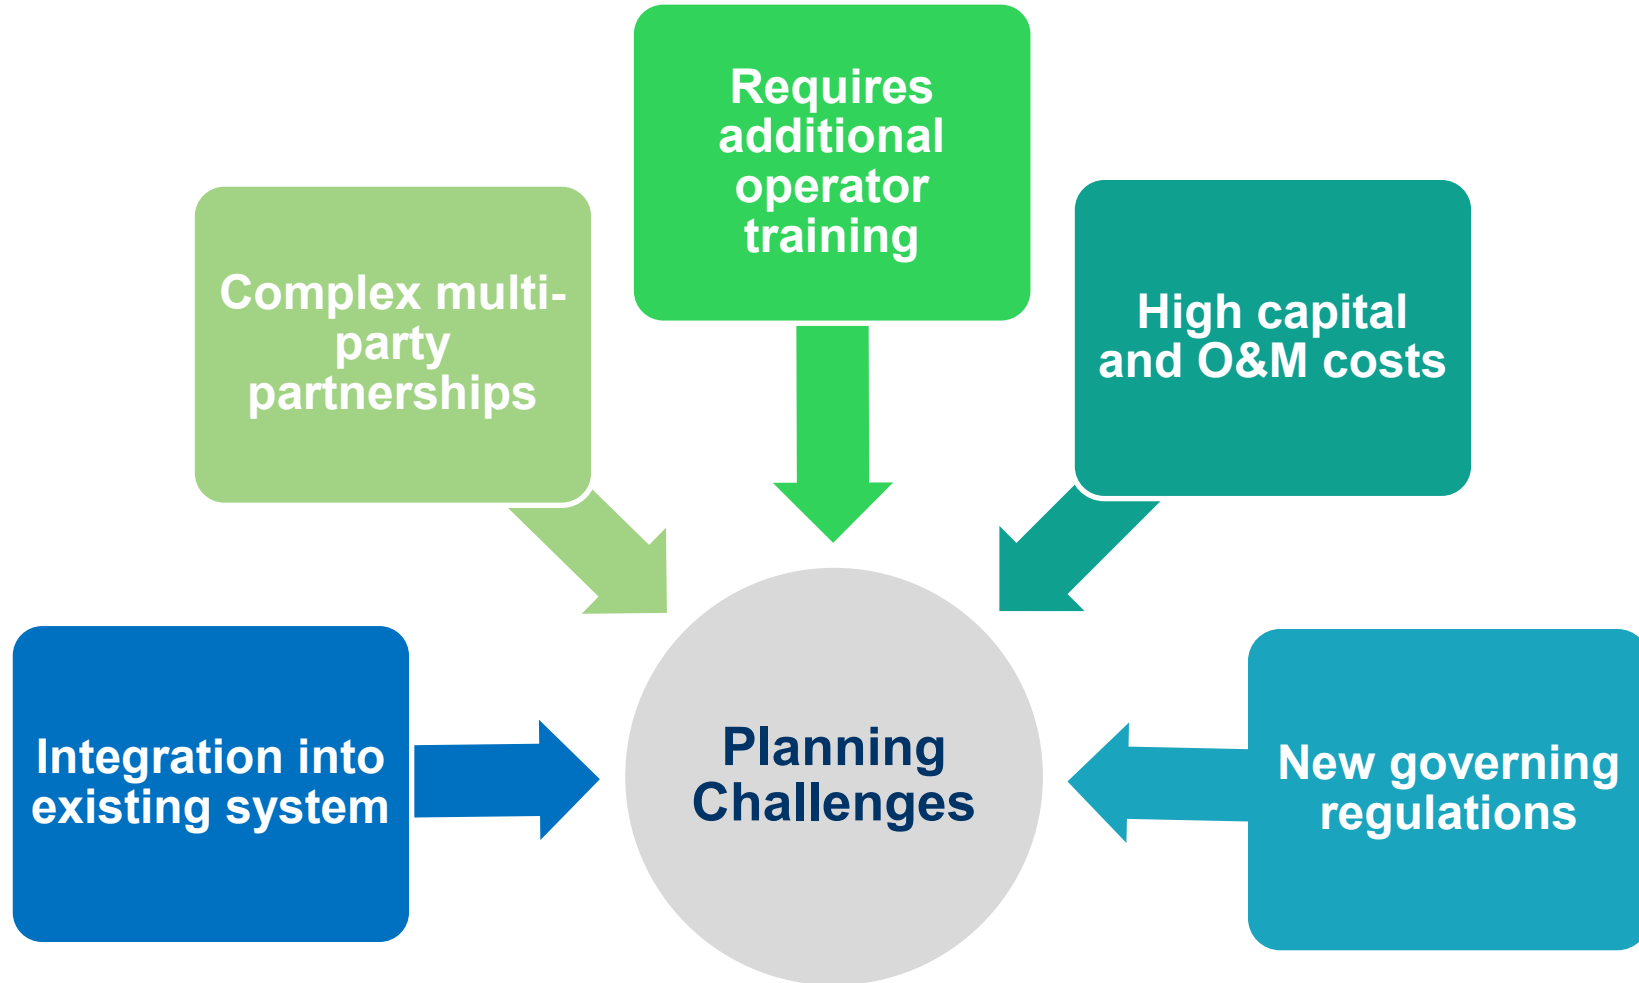 Requires
additional
operator
training
Complex multi-
party
partnerships
High capital
and O&M costs
Integration into
existing system
Planning
Challenges
New governing
regulations